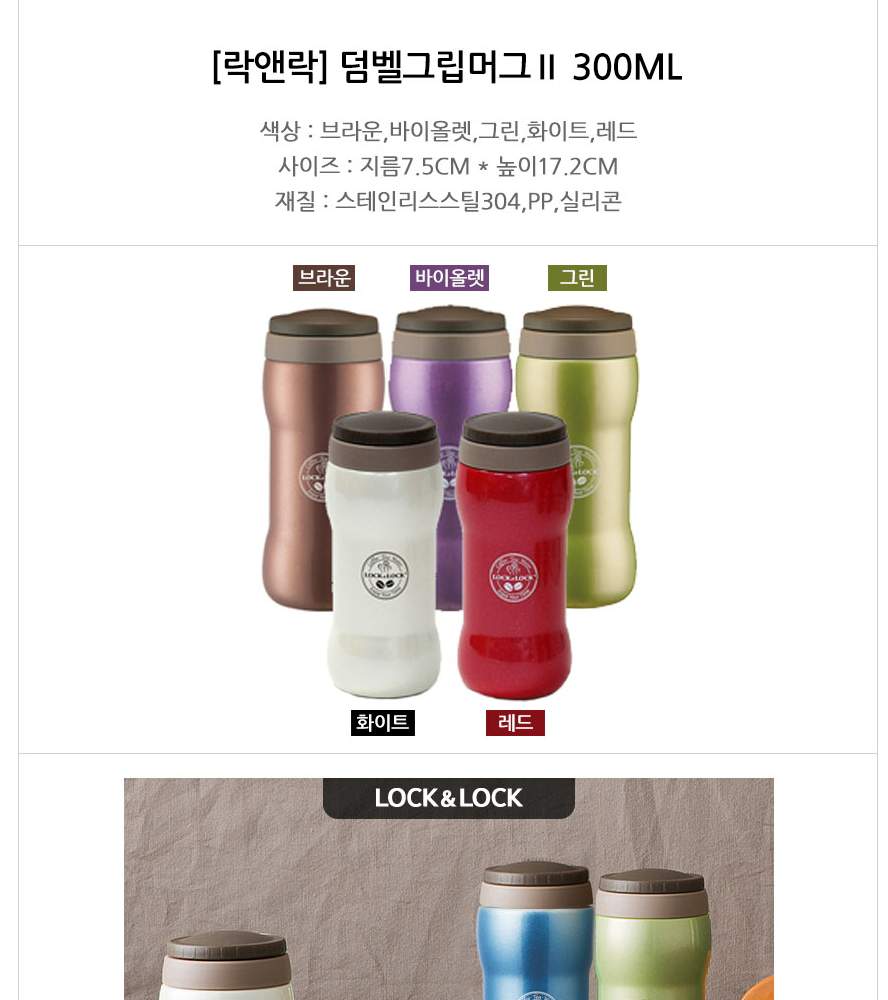 [락앤락] 덤벨그립머그Ⅱ 300ML
색상 : 브라운,바이올렛,그린,화이트,레드
사이즈 : 지름7.5CM * 높이17.2CM
재질 : 스테인리스스틸304,PP,실리콘
브라운 바이올렛 그린
LOCK&LOCK
LOCK&LOCK
LOCK&LOCK
화이트 레드
LOCK&LOCK